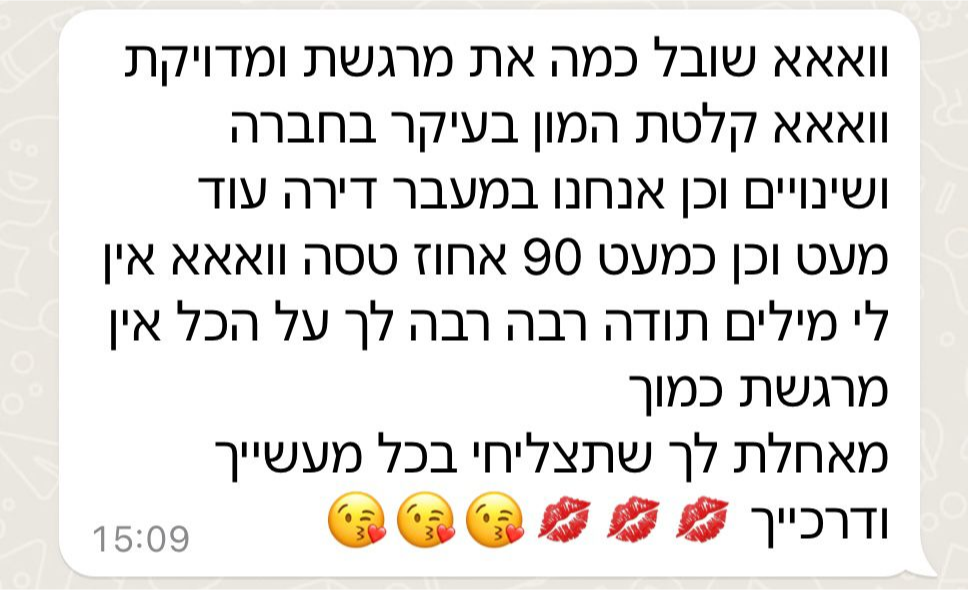 וואאא שובל כמה את מרגשת ומדויקת
וואאא קלטת המון בעיקר בחברה
ושינויים וכן אנחנו במעבר דירה עוד
מעט וכן כמעט 90 אחוז טסה וואאא אין
לי מילים תודה רבה רבה לך על הכל אין
מרגשת כמוך
מאחלת לך שתצליחי בכל מעשייך
ודרכייך 💋💋💋😘😘😘
15:09